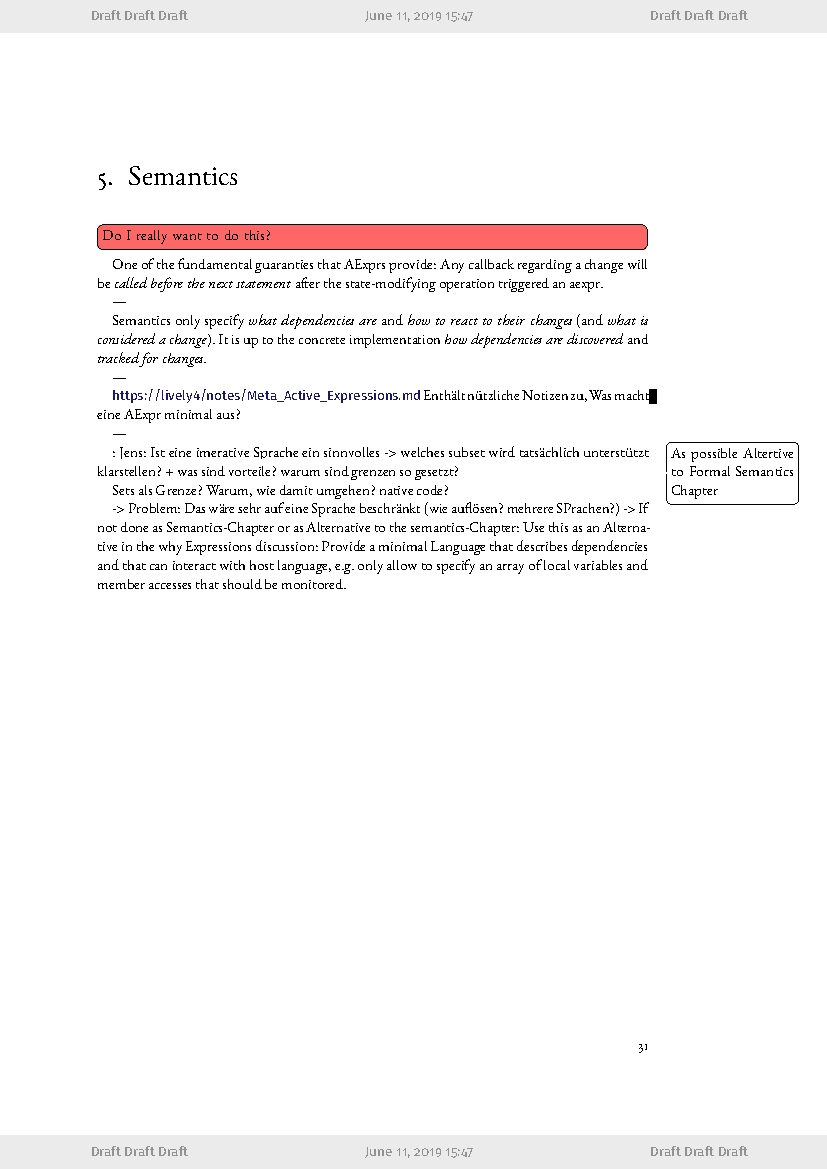 Draft Draft Draft June 11, 2019 15:47 Draft Draft Draft
5. Semantics
Do I really want to do this?
One of the fundamental guaranties that AExprs provide: Any callback regarding a change will
be called before the next statement after the state-modifying operation triggered an aexpr.
—
Semantics only specify what dependencies are and how to react to their changes (and what is
considered a change). It is up to the concrete implementation how dependencies are discovered and
tracked for changes.
—
https://lively4/notes/Meta_Active_Expressions.md Enthält nützliche Notizen zu, Was macht
eine AExpr minimal aus?
—
: Jens: Ist eine imerative Sprache ein sinnvolles -> welches subset wird tatsächlich unterstützt
klarstellen? + was sind vorteile? warum sind grenzen so gesetzt?
Sets als Grenze? Warum, wie damit umgehen? native code?
-> Problem: Das wäre sehr auf eine Sprache beschränkt (wie auflösen? mehrere SPrachen?) -> If
not done as Semantics-Chapter or as Alternative to the semantics-Chapter: Use this as an Alterna-
tive in the why Expressions discussion: Provide a minimal Language that describes dependencies
and that can interact with host language, e.g. only allow to specify an array of local variables and
member accesses that should be monitored.
As possible Altertive
to Formal Semantics
Chapter
31
Draft Draft Draft June 11, 2019 15:47 Draft Draft Draft